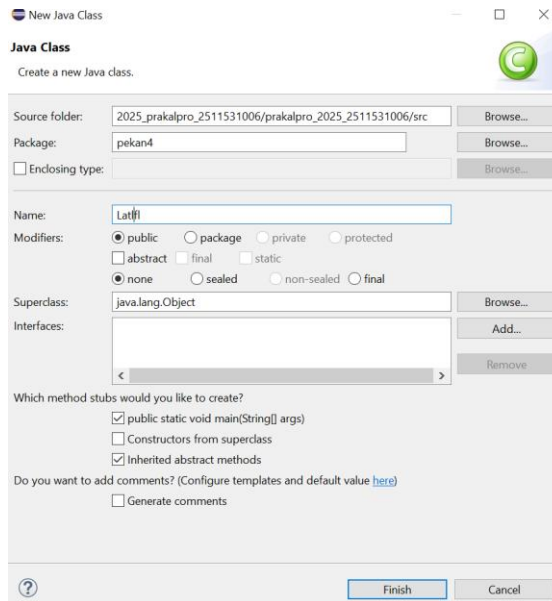 New Java Class
Java Class
Create a new Java class.
Source folder: 2025_prakalpro_2511531006/prakalpro_2025_2511531006/src Browse...
Package: pekan4 Browse...
Enclosing type: Browse...
Name: LatIfl
Modifiers: public package private protected
abstract final static
none sealed non-sealed final
Superclass: java.lang.Object Browse...
Interfaces: Add...
Remove
Which method stubs would you like to create?
public static void main(String[] args)
Constructors from superclass
Inherited abstract methods
Do you want to add comments? (Configure templates and default value here)
Generate comments
Finish Cancel